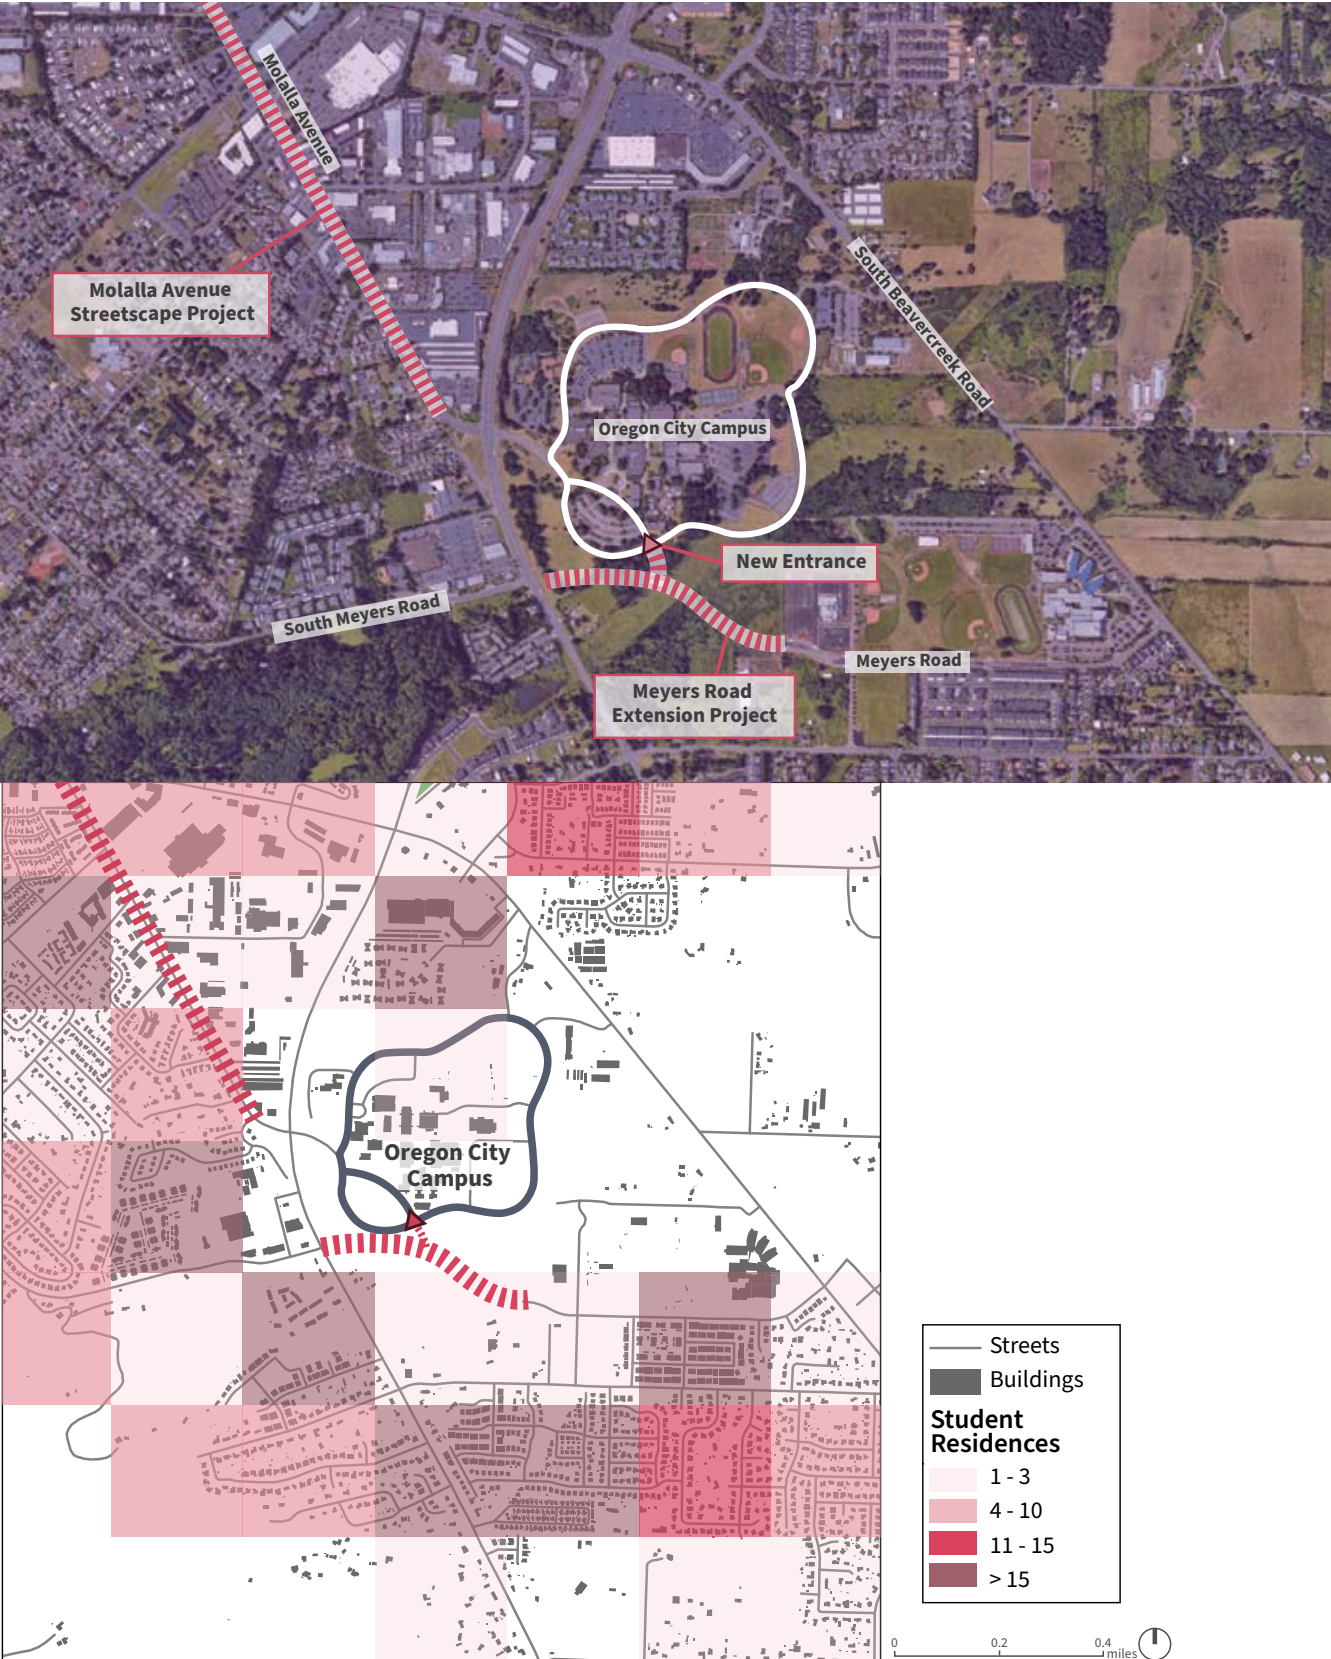 Molalla Avenue
Molalla Avenue
Streetscape Project
South Beavercreek Road
Oregon City Campus
New Entrance
South Meyers Road
Meyers Road
Meyers Road
Extension Project
Oregon City
Campus
Streets
Buildings
Student
Residences
1 - 3
4 - 10
11 - 15
> 15
0 0.2 0.4
miles